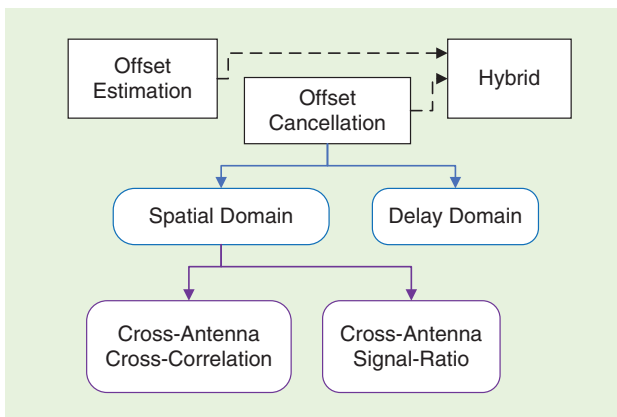 Offset
Estimation
Hybrid
Offset
Cancellation
Spatial Domain
Delay Domain
Cross-Antenna
Cross-Correlation
Cross-Antenna
Signal-Ratio